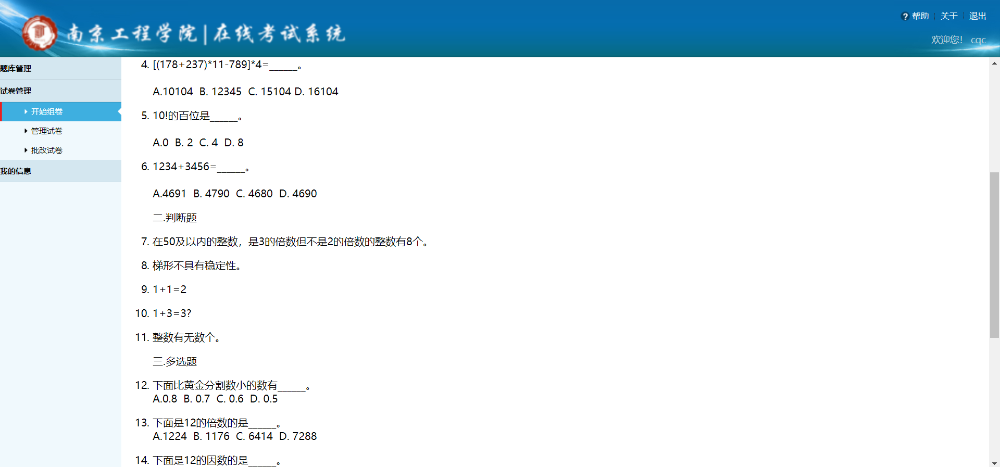 南京工程学院|在线考试系统
帮助 关于 退出
欢迎您! cqc
题库管理
试卷管理
开始组卷
管理试卷
批改试卷
我的信息
4. [(178+237)*11-789]*4=______。
A.10104 B. 12345 C. 15104 D. 16104
5. 10!的百位是______。
A.0 B. 2 C. 4 D. 8
6. 1234+3456=______。
A.4691 B. 4790 C. 4680 D. 4690
二.判断题
7. 在50及以内的整数，是3的倍数但不是2的倍数的整数有8个。
8. 梯形不具有稳定性。
9. 1+1=2
10. 1+3=3?
11. 整数有无数个。
三.多选题
12. 下面比黄金分割数小的数有______。
A.0.8 B. 0.7 C. 0.6 D. 0.5
13. 下面是12的倍数的是______。
A.1224 B. 1176 C. 6414 D. 7288
14. 下面是12的因数的是______。